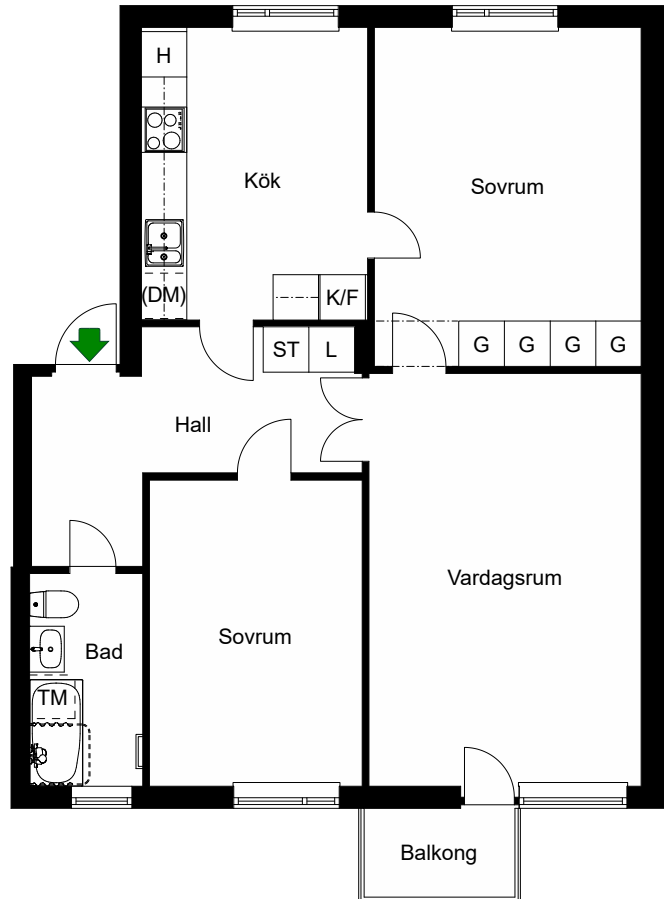 H
Kök
Sovrum
(DM)
K/F
ST
L
G
G
G
G
Hall
Vardagsrum
Sovrum
Bad
TM
Balkong